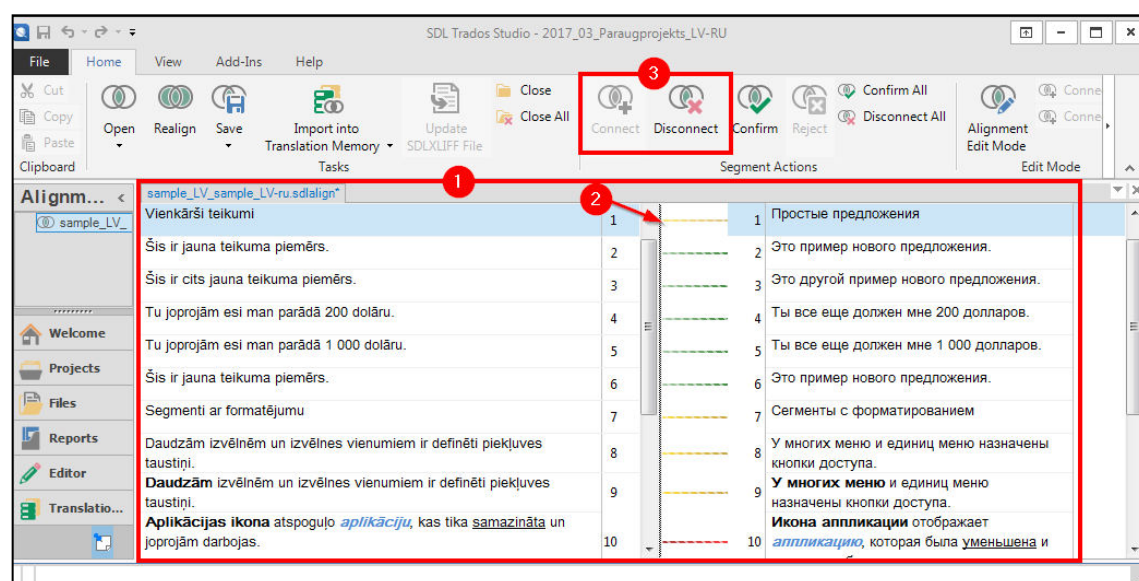 SDL Trados Studio - 2017_03_Paraugprojekts_LV-RU
File Home View Add-Ins Help
3
Cut
Copy
Paste
Clipboard
Open
Realign
Save
Import into
Translation Memory
Update
SDLXLIFF File
Close
Close All
Tasks
Connect
Disconnect
Confirm
Reject
Confirm All
Disconnect All
Segment Actions
Alignment
Edit Mode
Conne
Conne
Edit Mode
1
2
Alignm...
sample_LV_
Welcome
Projects
Files
Reports
Editor
Translatio...
sample_LV_sample_LV-ru.sdlalign*
Vienkārši teikumi 1 1 Простые предложения
Šis ir jauna teikuma piemērs. 2 2 Это пример нового предложения.
Šis ir cits jauna teikuma piemērs. 3 3 Это другой пример нового предложения.
Tu joprojām esi man parādā 200 dolāru. 4 4 Ты все еще должен мне 200 долларов.
Tu joprojām esi man parādā 1 000 dolāru. 5 5 Ты все еще должен мне 1 000 долларов.
Šis ir jauna teikuma piemērs. 6 6 Это пример нового предложения.
Segmenti ar formatējumu 7 7 Сегменты с форматированием
Daudzām izvēlnēm un izvēlnes vienumiem ir definēti piekļuves
taustiņi.
8 8
У многих меню и единиц меню назначены
кнопки доступа.
Daudzām izvēlnēm un izvēlnes vienumiem ir definēti piekļuves
taustiņi.
9 9
У многих меню и единиц меню
назначены кнопки доступа.
Aplikācijas ikona atspoguļo aplikāciju, kas tika samazināta un
joprojām darbojas.
10 10
Икона аппликации отображает
аппликацию, которая была уменьшена и